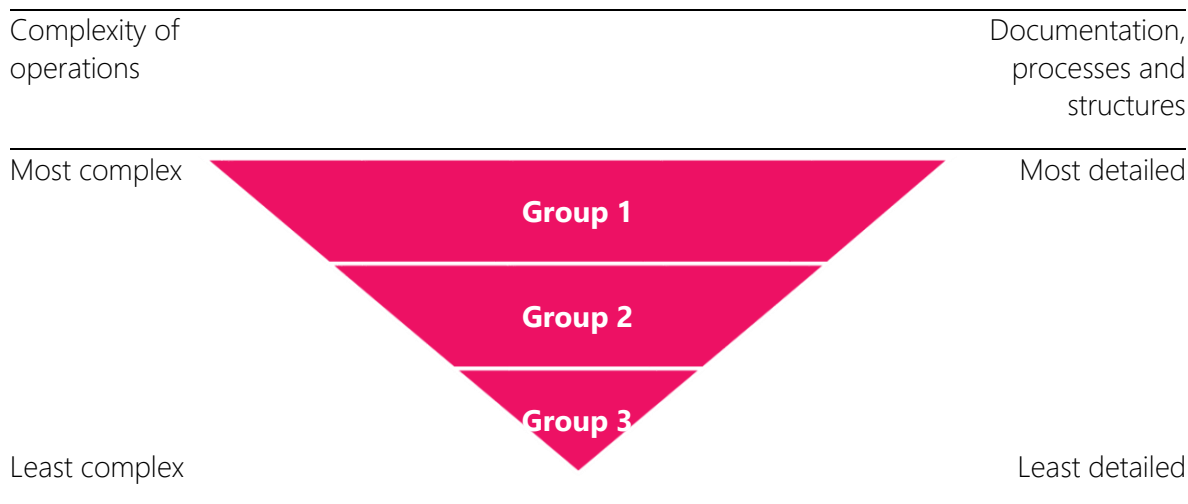 Complexity of
operations
Documentation,
processes and
structures
Most complex
Most detailed
Group 1
Group 2
Group 3
Least complex
Least detailed